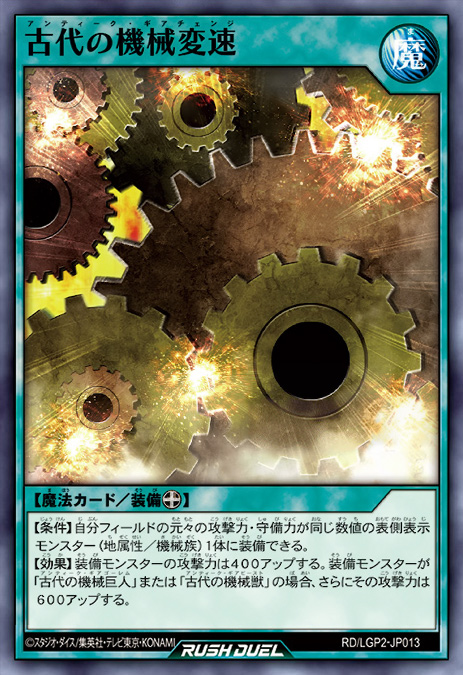 アンティーク・ギアチェンジ
古代の機械変速
魔
【魔法カード／装備】
【条件】自分フィールドの元々の攻撃力・守備力が同じ数値の表側表示
モンスター（地属性／機械族）1体に装備できる。
【効果】装備モンスターの攻撃力は400アップする。装備モンスターが
「古代の機械巨人」または「古代の機械獣」の場合、さらにその攻撃力は
600アップする。
©スタジオ・ダイス/集英社・テレビ東京・KONAMI
RUSH DUEL
RD/LGP2-JP013